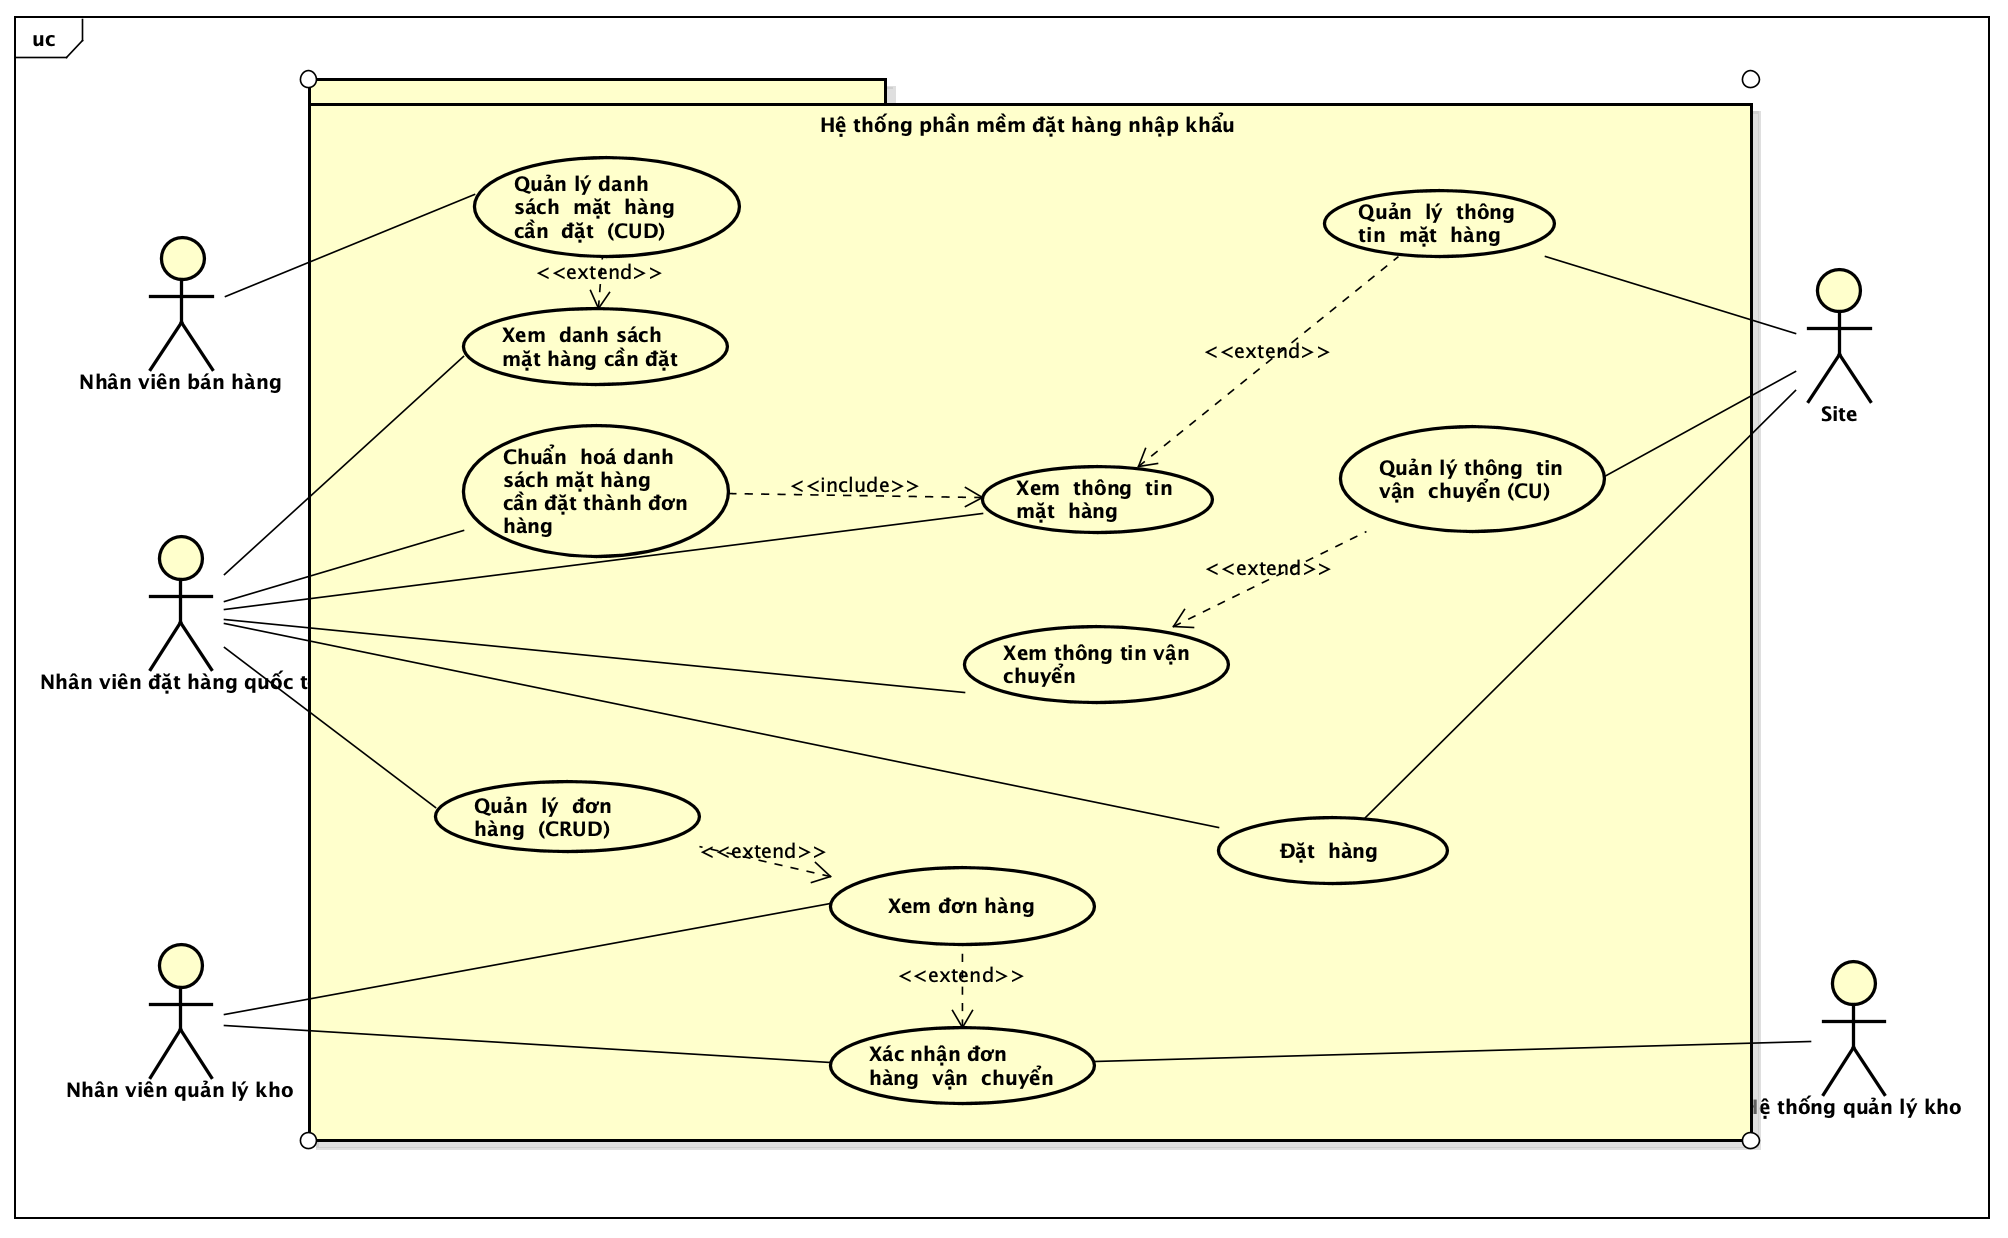 uc
Hệ thống phần mềm đặt hàng nhập khẩu
Quản lý danh
sách mặt hàng
cần đặt (CUD)
Quản lý thông
tin mặt hàng
<<extend>>
Xem danh sách
mặt hàng cần đặt
Nhân viên bán hàng
<<extend>>
Site
Chuẩn hoá danh
sách mặt hàng
cần đặt thành đơn
hàng
<<include>>
Xem thông tin
mặt hàng
Quản lý thông tin
vận chuyển (CU)
<<extend>>
Xem thông tin vận
chuyển
Nhân viên đặt hàng quốc t
Quản lý đơn
hàng (CRUD)
<<extend>>
Đặt hàng
Xem đơn hàng
<<extend>>
Xác nhận đơn
hàng vận chuyển
Nhân viên quản lý kho
Hệ thống quản lý kho